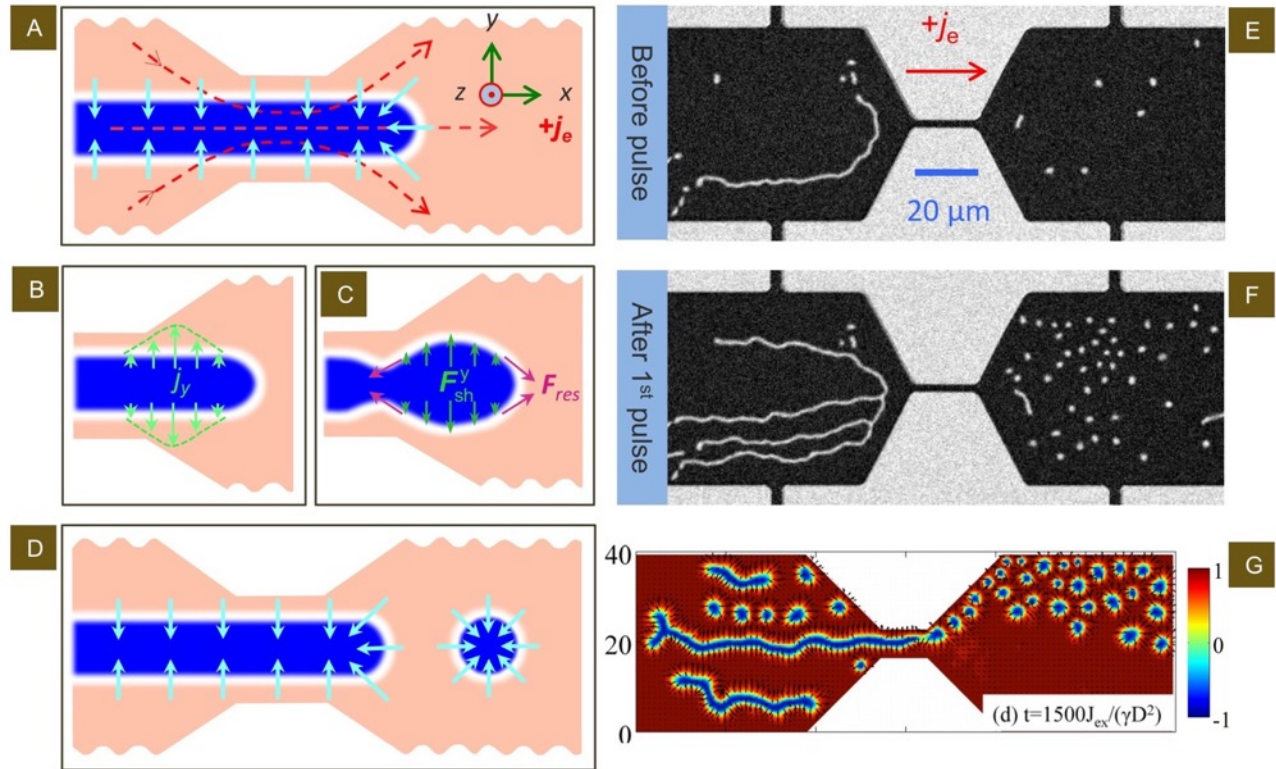 A
y
z
x
+je
B
jy
C
F sh y
Fres
D
E
Before pulse
+je
20 μm
F
After 1st pulse
G
40
20
0
(d) t=1500Jex/(γD2)
1
0
-1